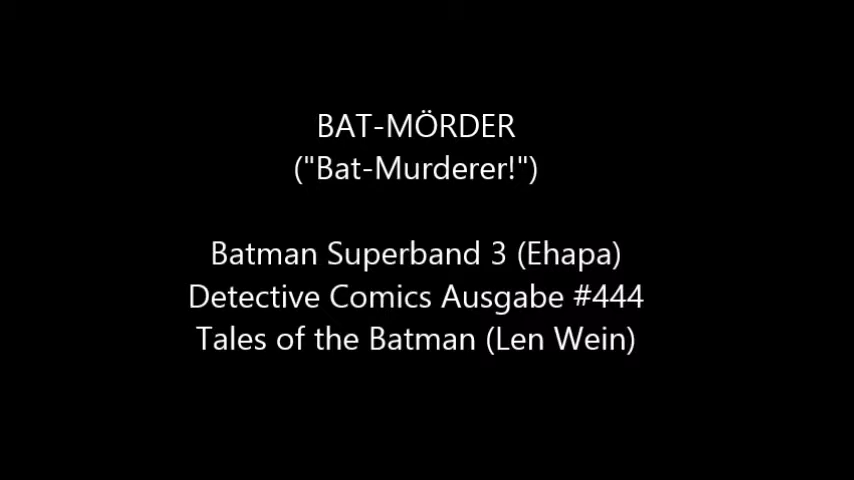 BAT-MÖRDER
("Bat-Murderer!")
Batman Superband 3 (Ehapa)
Detective Comics Ausgabe #444
Tales of the Batman (Len Wein)